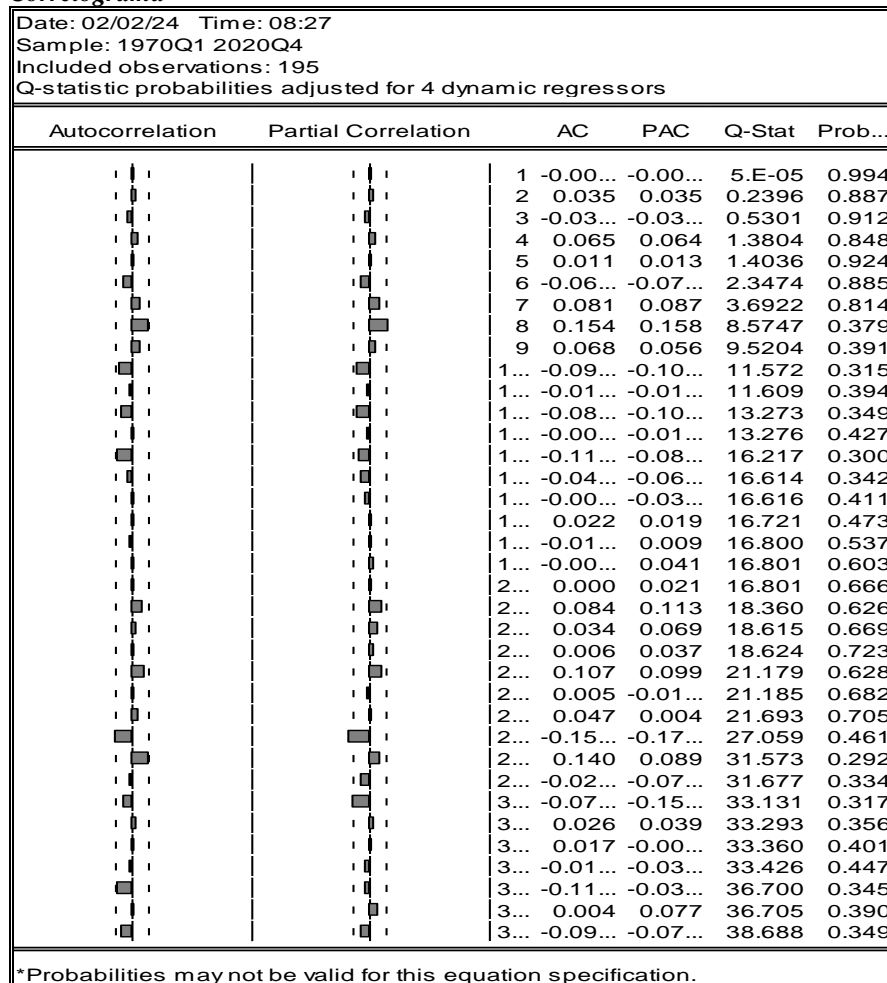 Date: 02/02/24 Time: 08:27
Sample: 1970Q1 2020Q4
Included observations: 195
Q-statistic probabilities adjusted for 4 dynamic regressors
Autocorrelation Partial Correlation AC PAC Q-Stat Prob...
1 -0.00... -0.00... 5.E-05 0.994
2 0.035 0.035 0.2396 0.887
3 -0.03... -0.03... 0.5301 0.912
4 0.065 0.064 1.3804 0.848
5 0.011 0.013 1.4036 0.924
6 -0.06... -0.07... 2.3474 0.885
7 0.081 0.087 3.6922 0.814
8 0.154 0.158 8.5747 0.379
9 0.068 0.056 9.5204 0.391
1... -0.09... -0.10... 11.572 0.315
1... -0.01... -0.01... 11.609 0.394
1... -0.08... -0.10... 13.273 0.349
1... -0.00... -0.01... 13.276 0.427
1... -0.11... -0.08... 16.217 0.300
1... -0.04... -0.06... 16.614 0.342
1... -0.00... -0.03... 16.616 0.411
1... 0.022 0.019 16.721 0.473
1... -0.01... 0.009 16.800 0.537
1... -0.00... 0.041 16.801 0.603
2... 0.000 0.021 16.801 0.666
2... 0.084 0.113 18.360 0.626
2... 0.034 0.069 18.615 0.669
2... 0.006 0.037 18.624 0.723
2... 0.107 0.099 21.179 0.628
2... 0.005 -0.01... 21.185 0.682
2... 0.047 0.004 21.693 0.705
2... -0.15... -0.17... 27.059 0.461
2... 0.140 0.089 31.573 0.292
2... -0.02... -0.07... 31.677 0.334
3... -0.07... -0.15... 33.131 0.317
3... 0.026 0.039 33.293 0.356
3... 0.017 -0.00... 33.360 0.401
3... -0.01... -0.03... 33.426 0.447
3... -0.11... -0.03... 36.700 0.345
3... 0.004 0.077 36.705 0.390
3... -0.09... -0.07... 38.688 0.349
*Probabilities may not be valid for this equation specification.